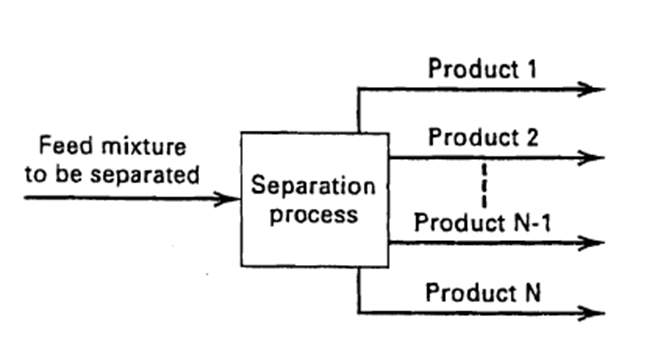 Product 1
Feed mixture
to be separated
Product 2
Separation
process
Product N-1
Product N